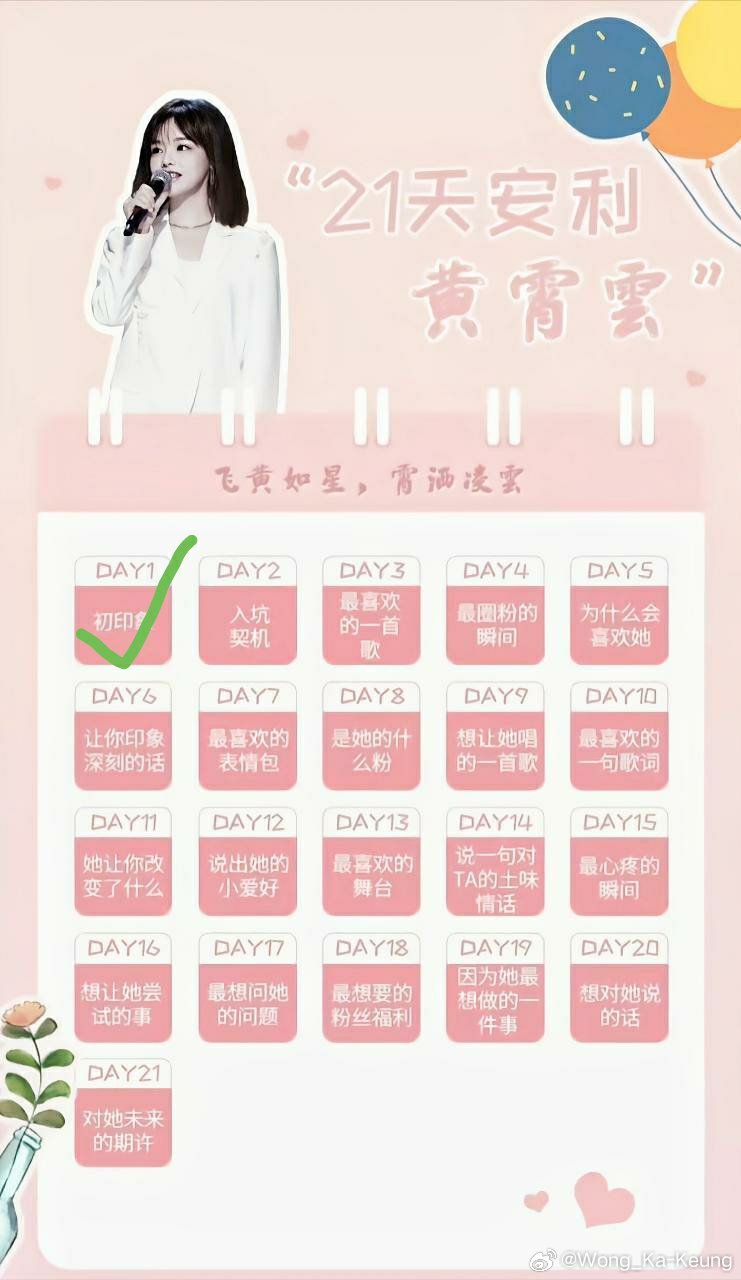 “21天安利
黄霄雲”
飞黄如星，霄洒凌雲
DAY1
初印象
DAY2
入坑
契机
DAY3
最喜欢
的一首
歌
DAY4
最圈粉的
瞬间
DAY5
为什么会
喜欢她
DAY6
让你印象
深刻的话
DAY7
最喜欢的
表情包
DAY8
是她的什
么粉
DAY9
想让她唱
的一首歌
DAY10
最喜欢的
一句歌词
DAY11
她让你改
变了什么
DAY12
说出她的
小爱好
DAY13
最喜欢的
舞台
DAY14
说一句对
TA的土味
情话
DAY15
最心疼的
瞬间
DAY16
想让她尝
试的事
DAY17
最想问她
的问题
DAY18
最想要的
粉丝福利
DAY19
因为她最
想做的一
件事
DAY20
想对她说
的话
DAY21
对她未来
的期许
@Wong_Ka-Keung